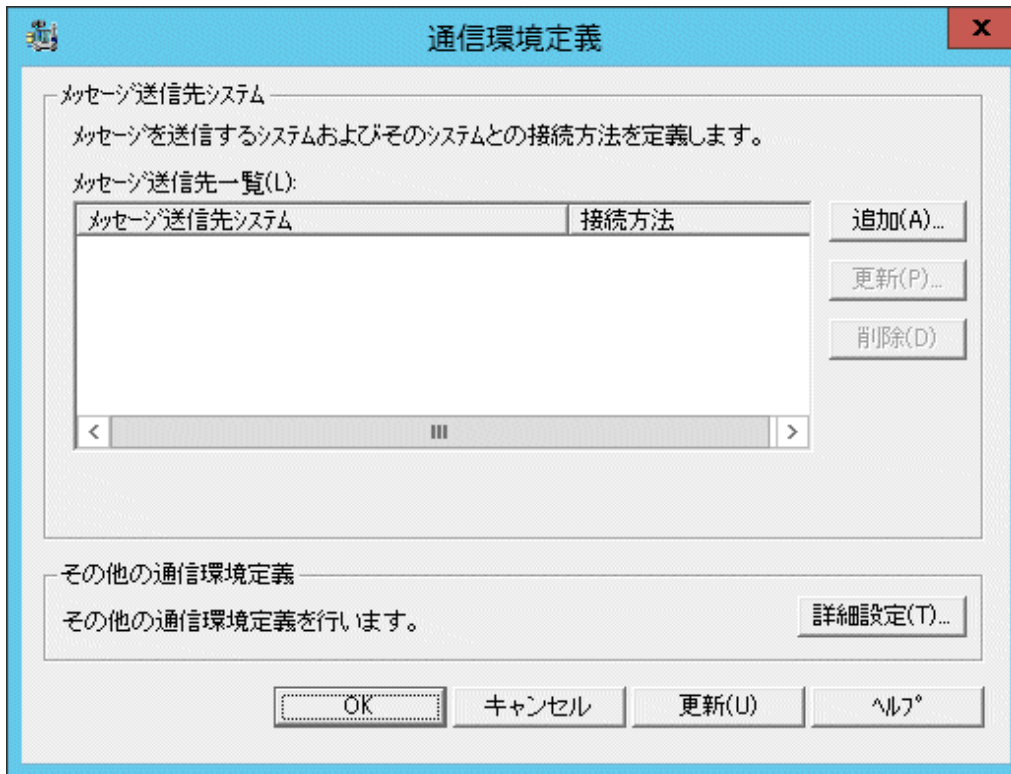 通信環境定義
x
メッセージ送信先システム
メッセージを送信するシステムおよびそのシステムとの接続方法を定義します。
メッセージ送信先一覧(L):
メッセージ送信先システム 接続方法
追加(A)...
更新(P)...
削除(D)
その他の通信環境定義
その他の通信環境定義を行います。
詳細設定(T)...
OK キャンセル 更新(U) ヘルプ